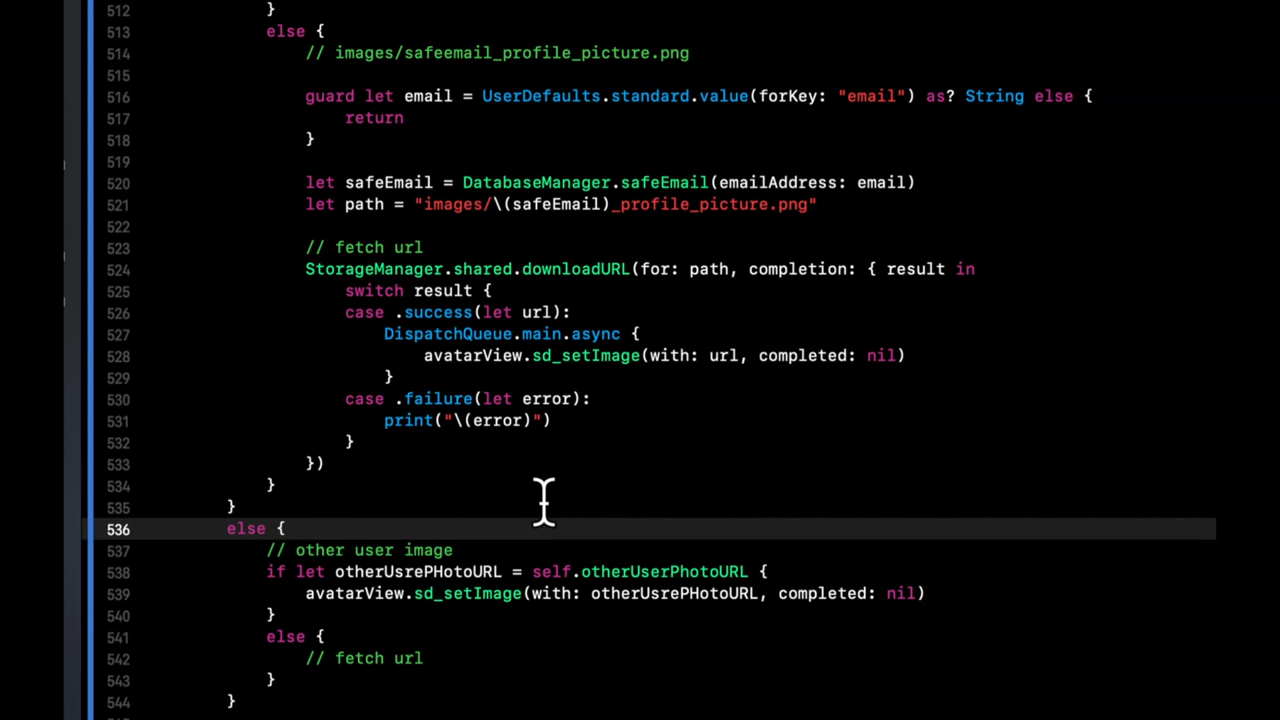 512 }
513 else {
514 // images/safeemail_profile_picture.png
515
516 guard let email = UserDefaults.standard.value(forKey: "email") as? String else {
517 return
518 }
519
520 let safeEmail = DatabaseManager.safeEmail(emailAddress: email)
521 let path = "images/\(safeEmail)_profile_picture.png"
522
523 // fetch url
524 StorageManager.shared.downloadURL(for: path, completion: { result in
525 switch result {
526 case .success(let url):
527 DispatchQueue.main.async {
528 avatarView.sd_setImage(with: url, completed: nil)
529 }
530 case .failure(let error):
531 print("\(error)")
532 }
533 })
534 }
535 }
536 else {
537 // other user image
538 if let otherUsrePHotoURL = self.otherUserPhotoURL {
539 avatarView.sd_setImage(with: otherUsrePHotoURL, completed: nil)
540 }
541 else {
542 // fetch url
543 }
544 }